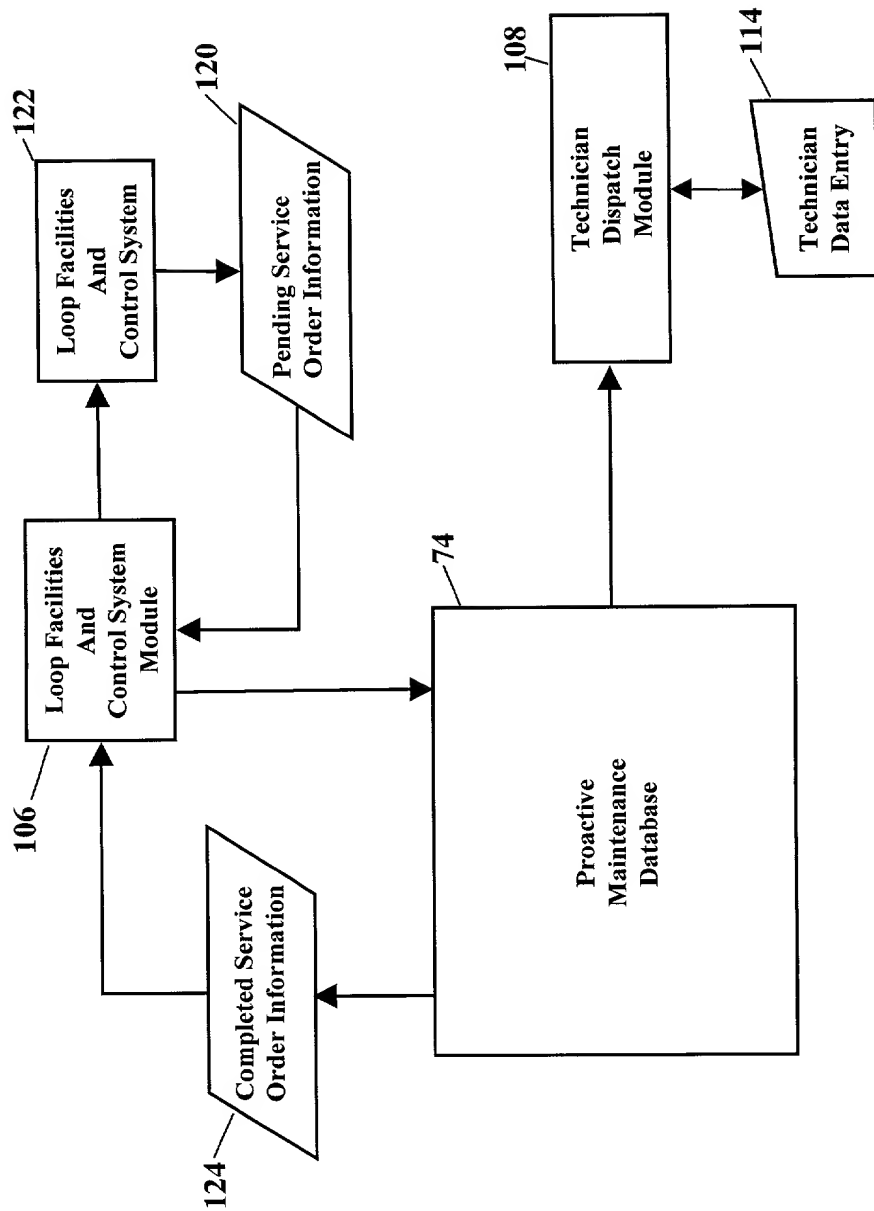 124
Completed Service
Order Information
106
Loop Facilities
And
Control System
Module
122
Loop Facilities
And
Control System
120
Pending Service
Order Information
74
Proactive
Maintenance
Database
108
Technician
Dispatch
Module
114
Technician
Data Entry